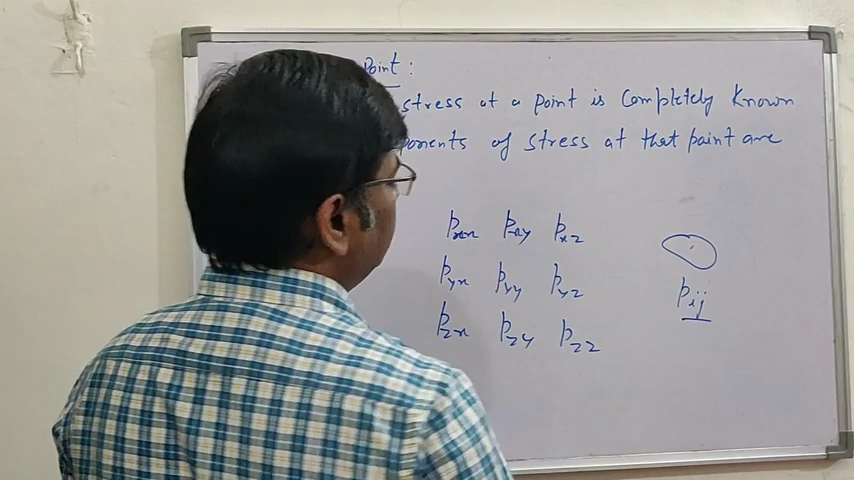 Point :
stress at a point is completely known
ponents of stress at that paint are
pxx pxy pxz
pyx pyy pyz
pij
pzx pzy pzz